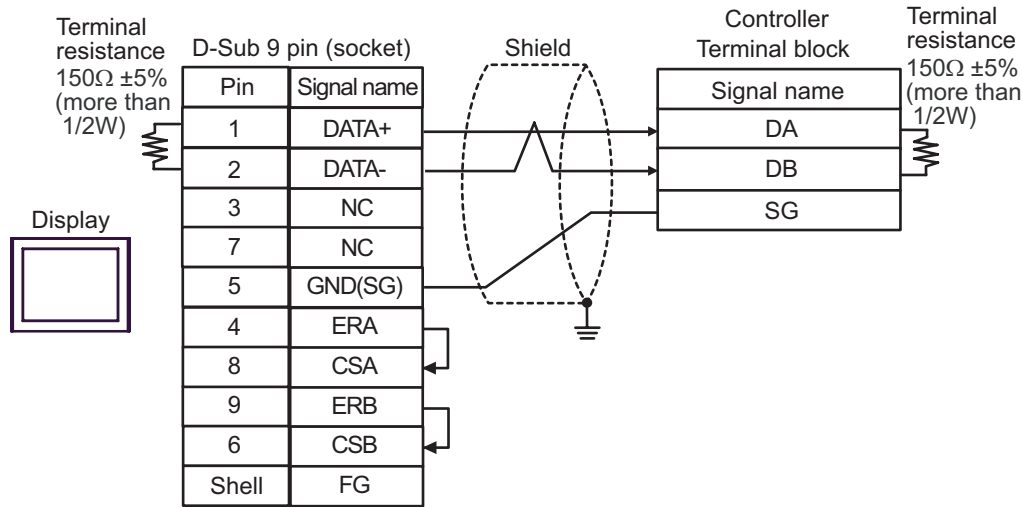 Terminal
resistance
150Ω ±5%
(more than
1/2W)
D-Sub 9 pin (socket)
Pin Signal name
1 DATA+
2 DATA-
3 NC
7 NC
5 GND(SG)
4 ERA
8 CSA
9 ERB
6 CSB
Shell FG
Display
Shield
Controller
Terminal block
Signal name
DA
DB
SG
Terminal
resistance
150Ω ±5%
(more than
1/2W)